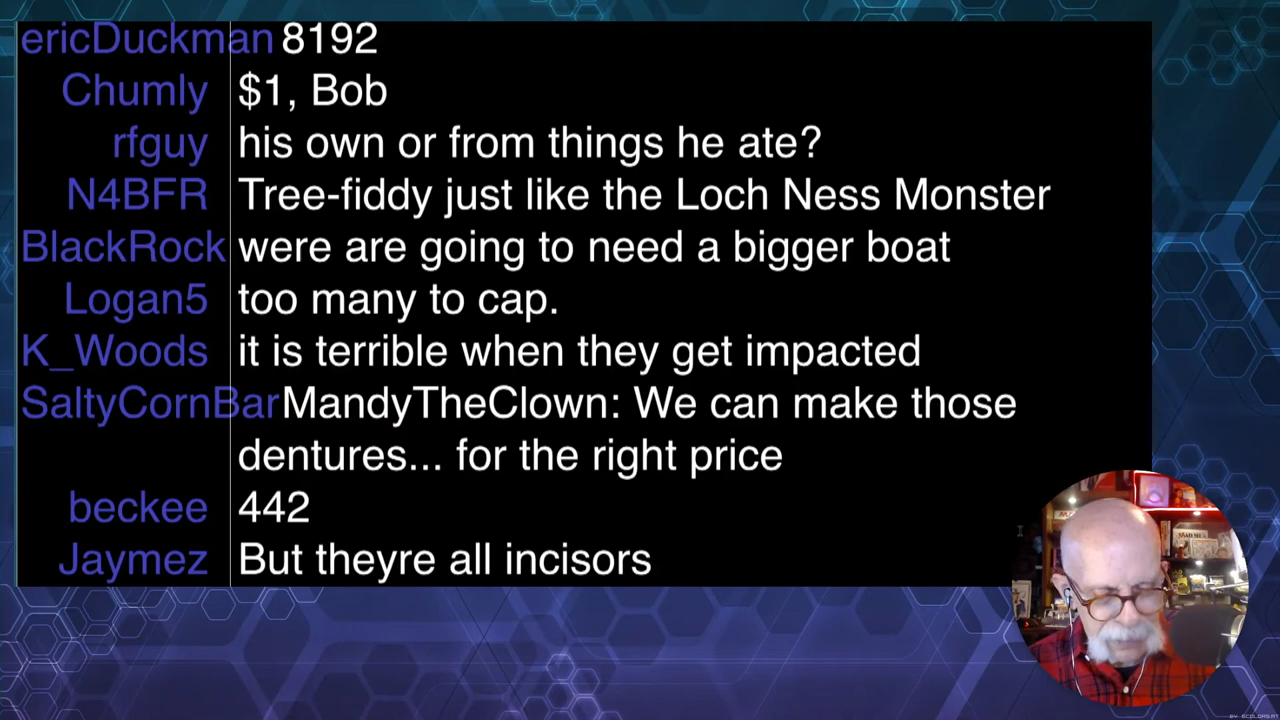 ericDuckman 8192
Chumly $1, Bob
rfguy his own or from things he ate?
N4BFR Tree-fiddy just like the Loch Ness Monster
BlackRock were are going to need a bigger boat
Logan5 too many to cap.
K_Woods it is terrible when they get impacted
SaltyCornBar MandyTheClown: We can make those
dentures... for the right price
beckee 442
Jaymez But theyre all incisors